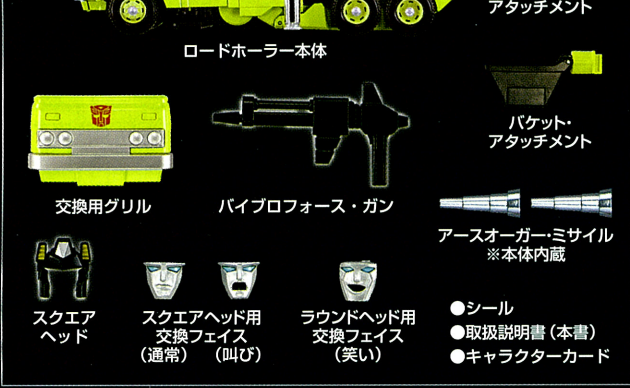 アタッチメント
ロードホーラー本体
バケット・
アタッチメント
交換用グリル
バイブロフォース・ガン
アースオーガー・ミサイル
※本体内蔵
スクエア
ヘッド
スクエアヘッド用
交換フェイス
（通常）　（叫び）
ラウンドヘッド用
交換フェイス
（笑い）
●シール
●取扱説明書（本書）
●キャラクターカード